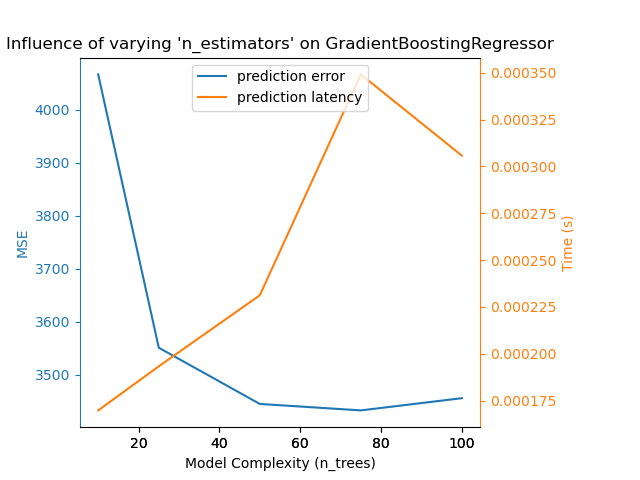 Influence of varying 'n_estimators' on GradientBoostingRegressor
prediction error
prediction latency
4000
3900
3800
3700
3600
3500
MSE
0.000350
0.000325
0.000300
0.000275
0.000250
0.000225
0.000200
0.000175
Time (s)
20 40 60 80 100
Model Complexity (n_trees)